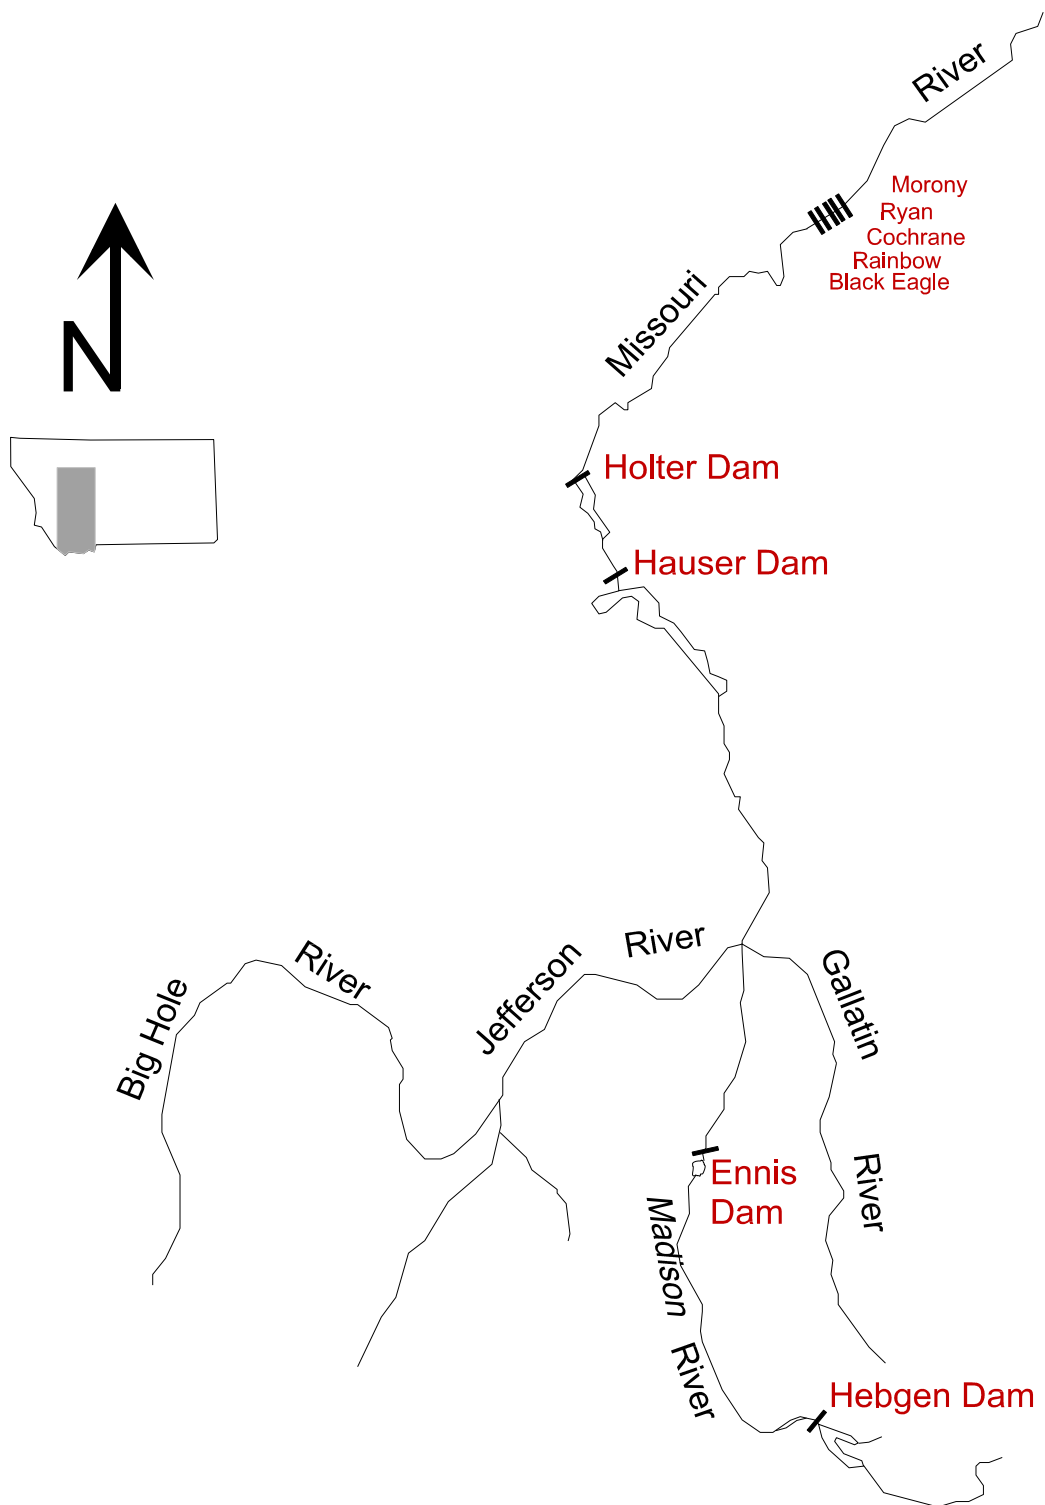 River
Morony
Ryan
Cochrane
Rainbow
Black Eagle
Missouri
N
Holter Dam
Hauser Dam
River
River
Jefferson
Gallatin
Big Hole
Ennis
Dam
River
Madison
River
Hebgen Dam